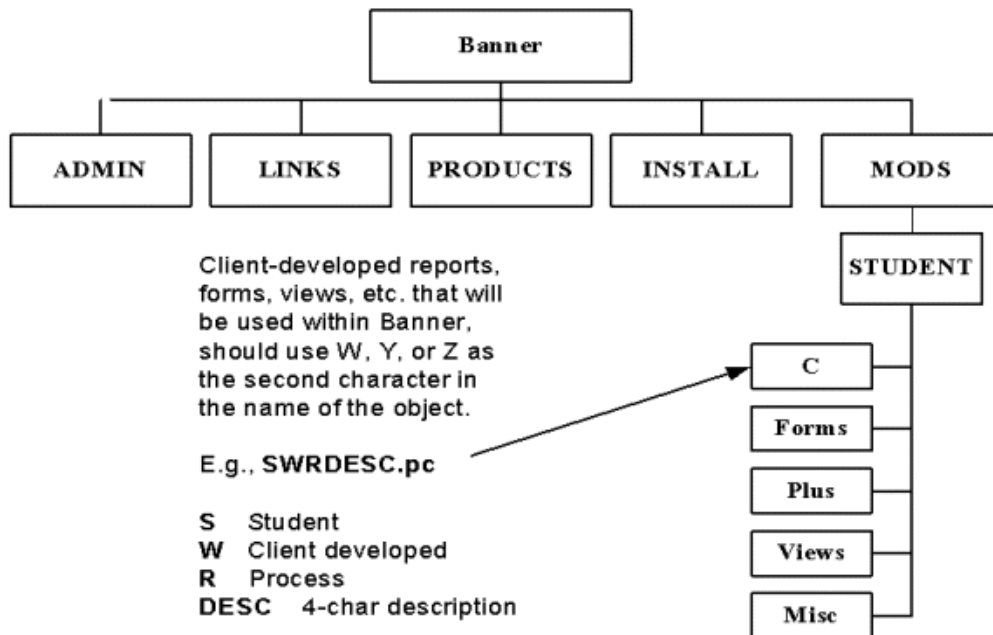 Banner
ADMIN
LINKS
PRODUCTS
INSTALL
MODS
STUDENT
Client-developed reports,
forms, views, etc. that will
be used within Banner,
should use W, Y, or Z as
the second character in
the name of the object.
E.g., SWRDESC.pc
S Student
W Client developed
R Process
DESC 4-char description
C
Forms
Plus
Views
Misc